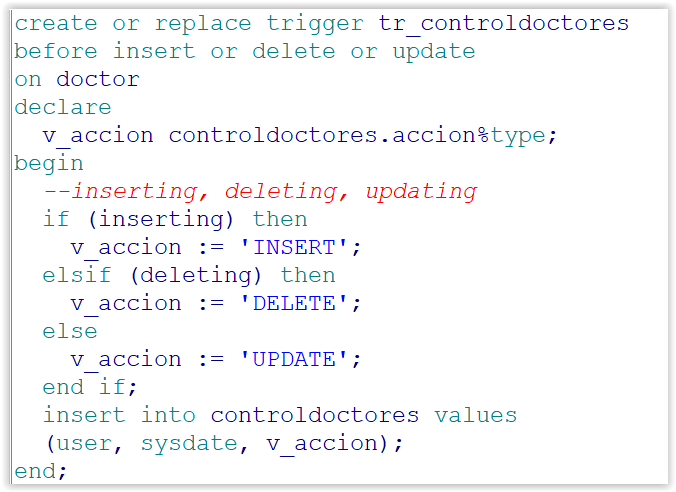 create or replace trigger tr_controldoctores
before insert or delete or update
on doctor
declare
  v_accion controldoctores.accion%type;
begin
  --inserting, deleting, updating
  if (inserting) then
    v_accion := 'INSERT';
  elsif (deleting) then
    v_accion := 'DELETE';
  else
    v_accion := 'UPDATE';
  end if;
  insert into controldoctores values
  (user, sysdate, v_accion);
end;